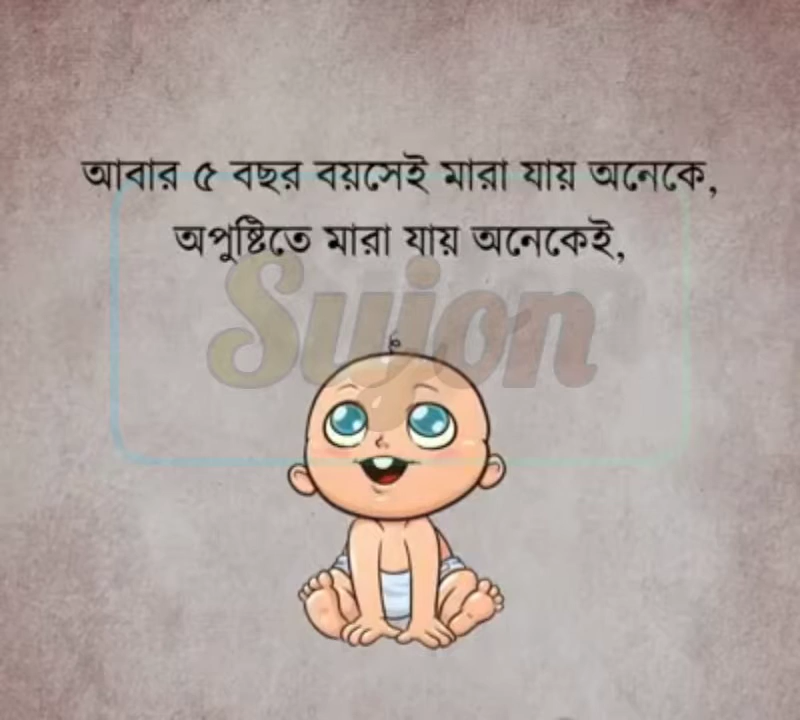 আবার ৫ বছর বয়সেই মারা যায় অনেকে,
অপুষ্টিতে মারা যায় অনেকেই,
Sujon